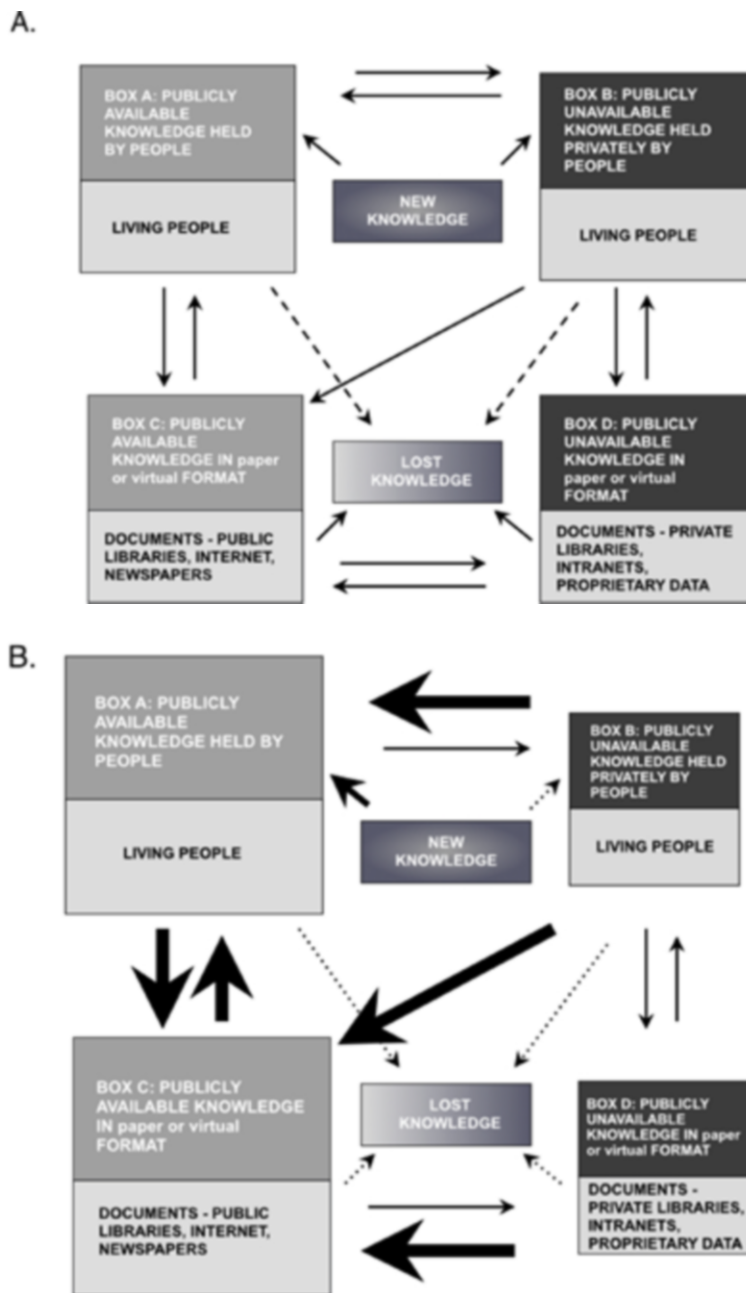 A.
BOX A: PUBLICLY
AVAILABLE
KNOWLEDGE HELD
BY PEOPLE
LIVING PEOPLE
NEW
KNOWLEDGE
BOX B: PUBLICLY
UNAVAILABLE
KNOWLEDGE HELD
PRIVATELY BY
PEOPLE
LIVING PEOPLE
BOX C: PUBLICLY
AVAILABLE
KNOWLEDGE IN paper
or virtual FORMAT
DOCUMENTS - PUBLIC
LIBRARIES, INTERNET,
NEWSPAPERS
LOST
KNOWLEDGE
BOX D: PUBLICLY
UNAVAILABLE
KNOWLEDGE IN
paper or virtual
FORMAT
DOCUMENTS - PRIVATE
LIBRARIES,
INTRANETS,
PROPRIETARY DATA
B.
BOX A: PUBLICLY
AVAILABLE
KNOWLEDGE HELD BY
PEOPLE
LIVING PEOPLE
NEW
KNOWLEDGE
BOX B: PUBLICLY
UNAVAILABLE
KNOWLEDGE HELD
PRIVATELY BY
PEOPLE
LIVING PEOPLE
BOX C: PUBLICLY
AVAILABLE KNOWLEDGE
IN paper or virtual
FORMAT
DOCUMENTS - PUBLIC
LIBRARIES, INTERNET,
NEWSPAPERS
LOST
KNOWLEDGE
BOX D: PUBLICLY
UNAVAILABLE
KNOWLEDGE IN paper
or virtual FORMAT
DOCUMENTS -
PRIVATE LIBRARIES,
INTRANETS,
PROPRIETARY DATA